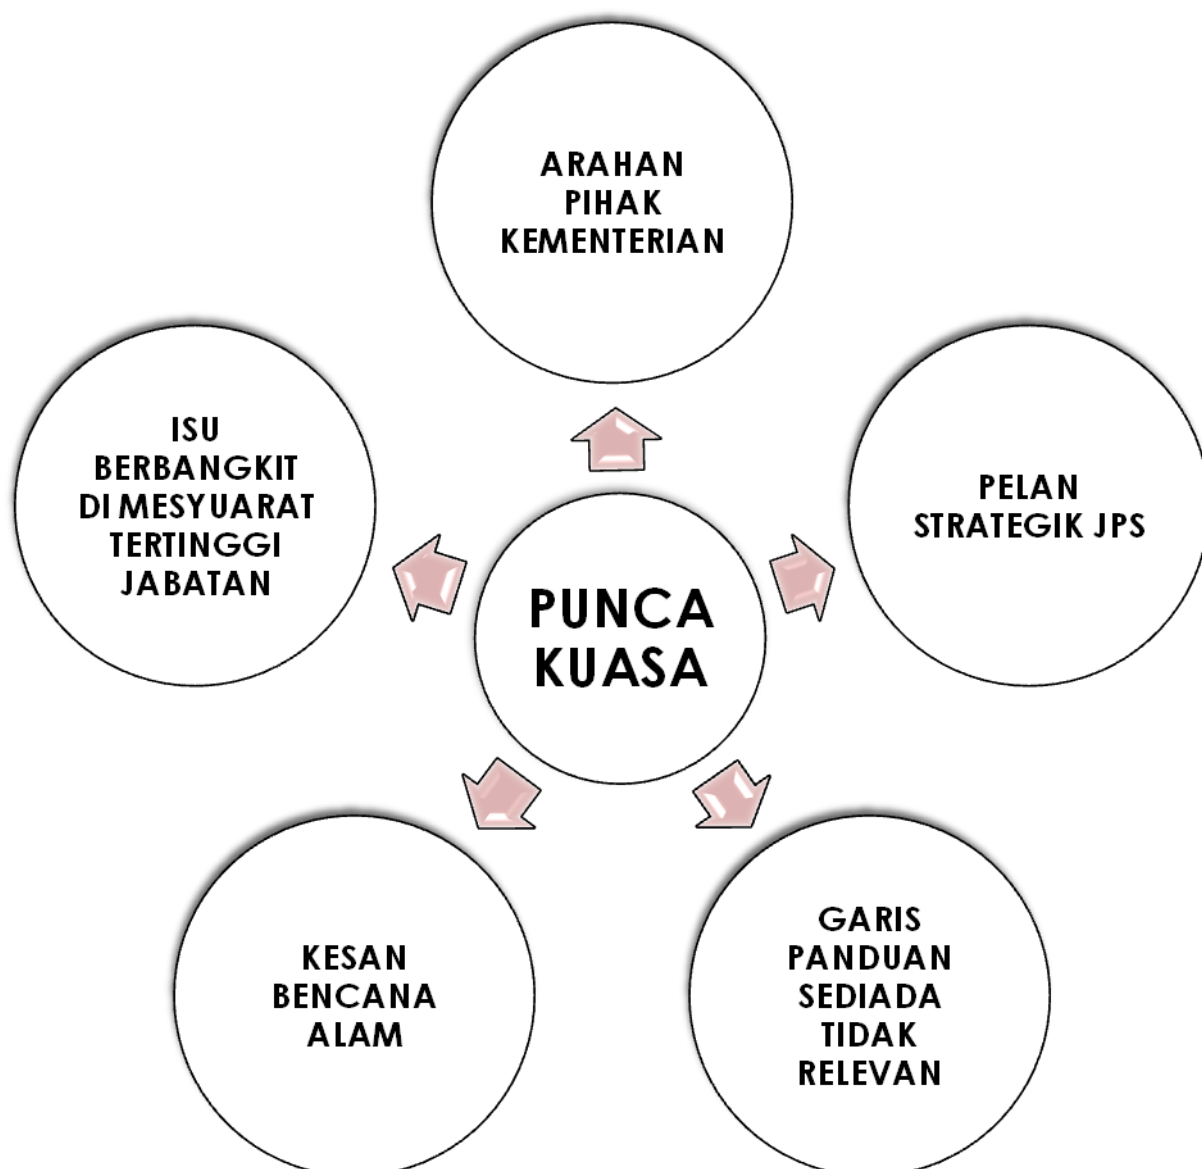 ARAHAN
PIHAK
KEMENTERIAN
PELAN
STRATEGIK JPS
GARIS
PANDUAN
SEDIADA
TIDAK
RELEVAN
KESAN
BENCANA
ALAM
ISU
BERBANGKIT
DI MESYUARAT
TERTINGGI
JABATAN
PUNCA
KUASA